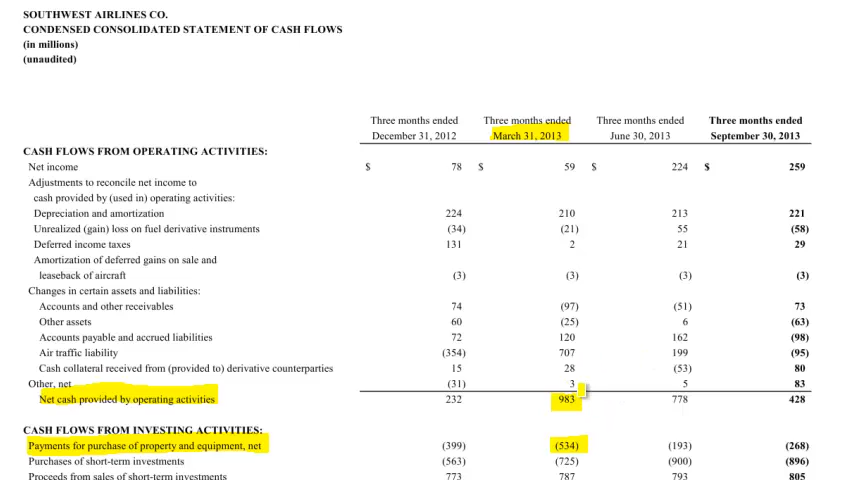 SOUTHWEST AIRLINES CO.
CONDENSED CONSOLIDATED STATEMENT OF CASH FLOWS
(in millions)
(unaudited)
Three months ended Three months ended Three months ended Three months ended
December 31, 2012 March 31, 2013 June 30, 2013 September 30, 2013
CASH FLOWS FROM OPERATING ACTIVITIES:
Net income $ 78 $ 59 $ 224 $ 259
Adjustments to reconcile net income to
cash provided by (used in) operating activities:
Depreciation and amortization 224 210 213 221
Unrealized (gain) loss on fuel derivative instruments (34) (21) 55 (58)
Deferred income taxes 131 2 21 29
Amortization of deferred gains on sale and
leaseback of aircraft (3) (3) (3) (3)
Changes in certain assets and liabilities:
Accounts and other receivables 74 (97) (51) 73
Other assets 60 (25) 6 (63)
Accounts payable and accrued liabilities 72 120 162 (98)
Air traffic liability (354) 707 199 (95)
Cash collateral received from (provided to) derivative counterparties 15 28 (53) 80
Other, net (31) 3 5 83
Net cash provided by operating activities 232 983 778 428
CASH FLOWS FROM INVESTING ACTIVITIES:
Payments for purchase of property and equipment, net (399) (534) (193) (268)
Purchases of short-term investments (563) (725) (900) (896)
Proceeds from sales of short-term investments 773 787 793 805